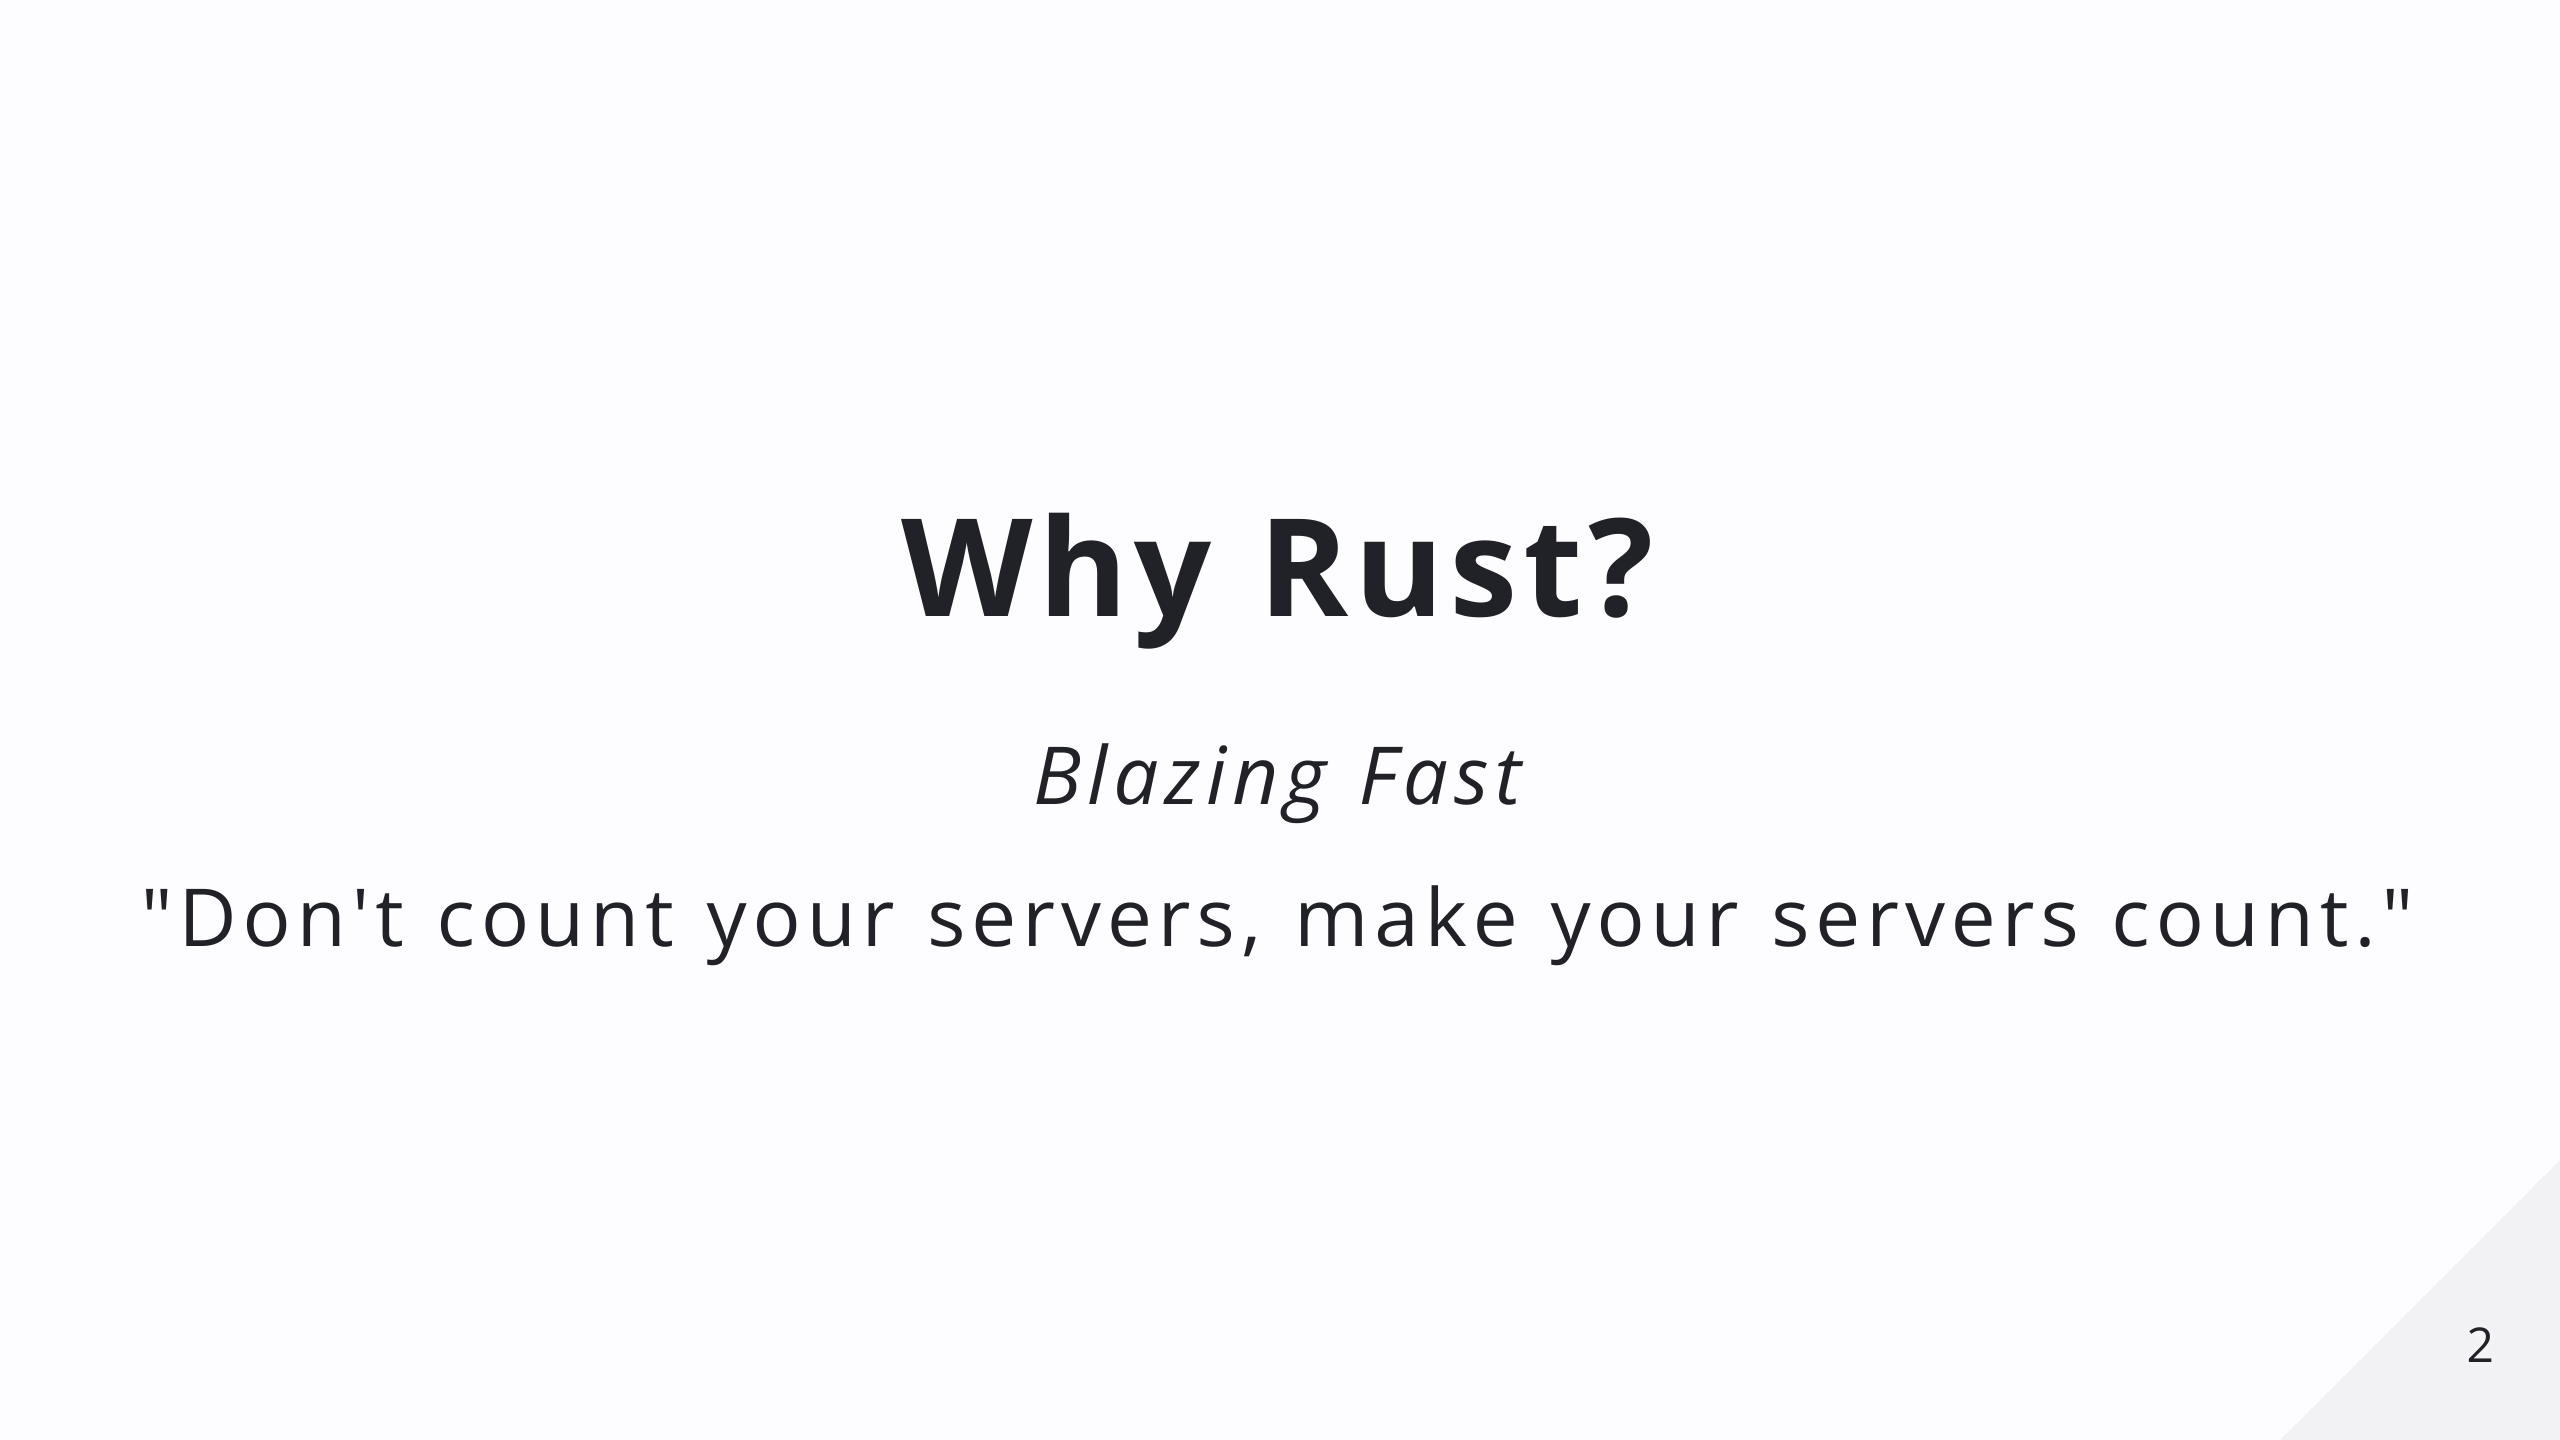 Why Rust?
Blazing Fast
"Don't count your servers, make your servers count."
2